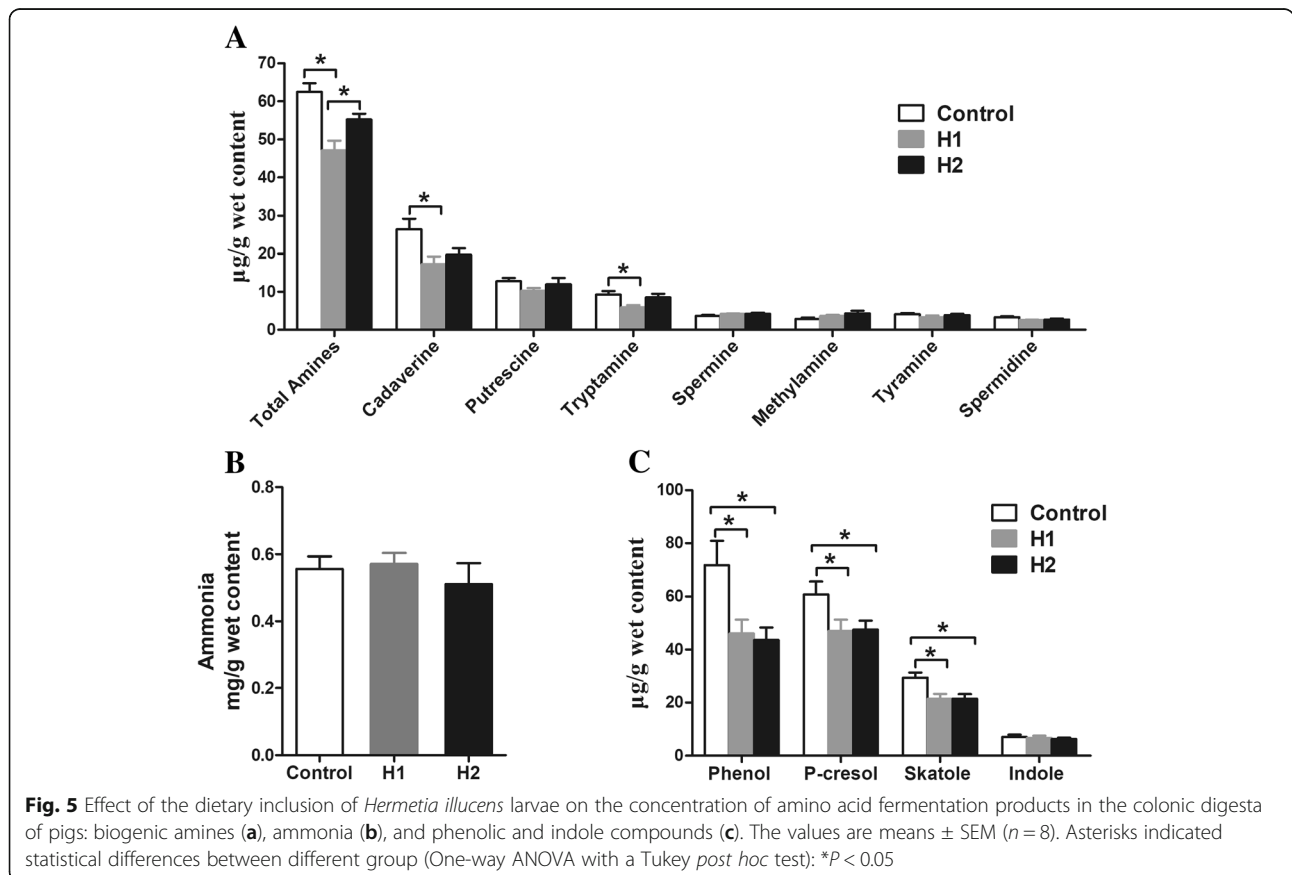 A
70
60
50
40
30
20
10
0
µg/g wet content
*
*
*
*
Control
H1
H2
Total Amines
Cadaverine
Putrescine
Tryptamine
Spermine
Methylamine
Tyramine
Spermidine
B
0.8
0.6
0.4
0.2
0.0
Ammonia
mg/g wet content
Control H1 H2
C
100
80
60
40
20
0
µg/g wet content
*
*
*
*
*
*
Control
H1
H2
Phenol P-cresol Skatole Indole
Fig. 5 Effect of the dietary inclusion of Hermetia illucens larvae on the concentration of amino acid fermentation products in the colonic digesta
of pigs: biogenic amines (a), ammonia (b), and phenolic and indole compounds (c). The values are means ± SEM (n = 8). Asterisks indicated
statistical differences between different group (One-way ANOVA with a Tukey post hoc test): *P < 0.05